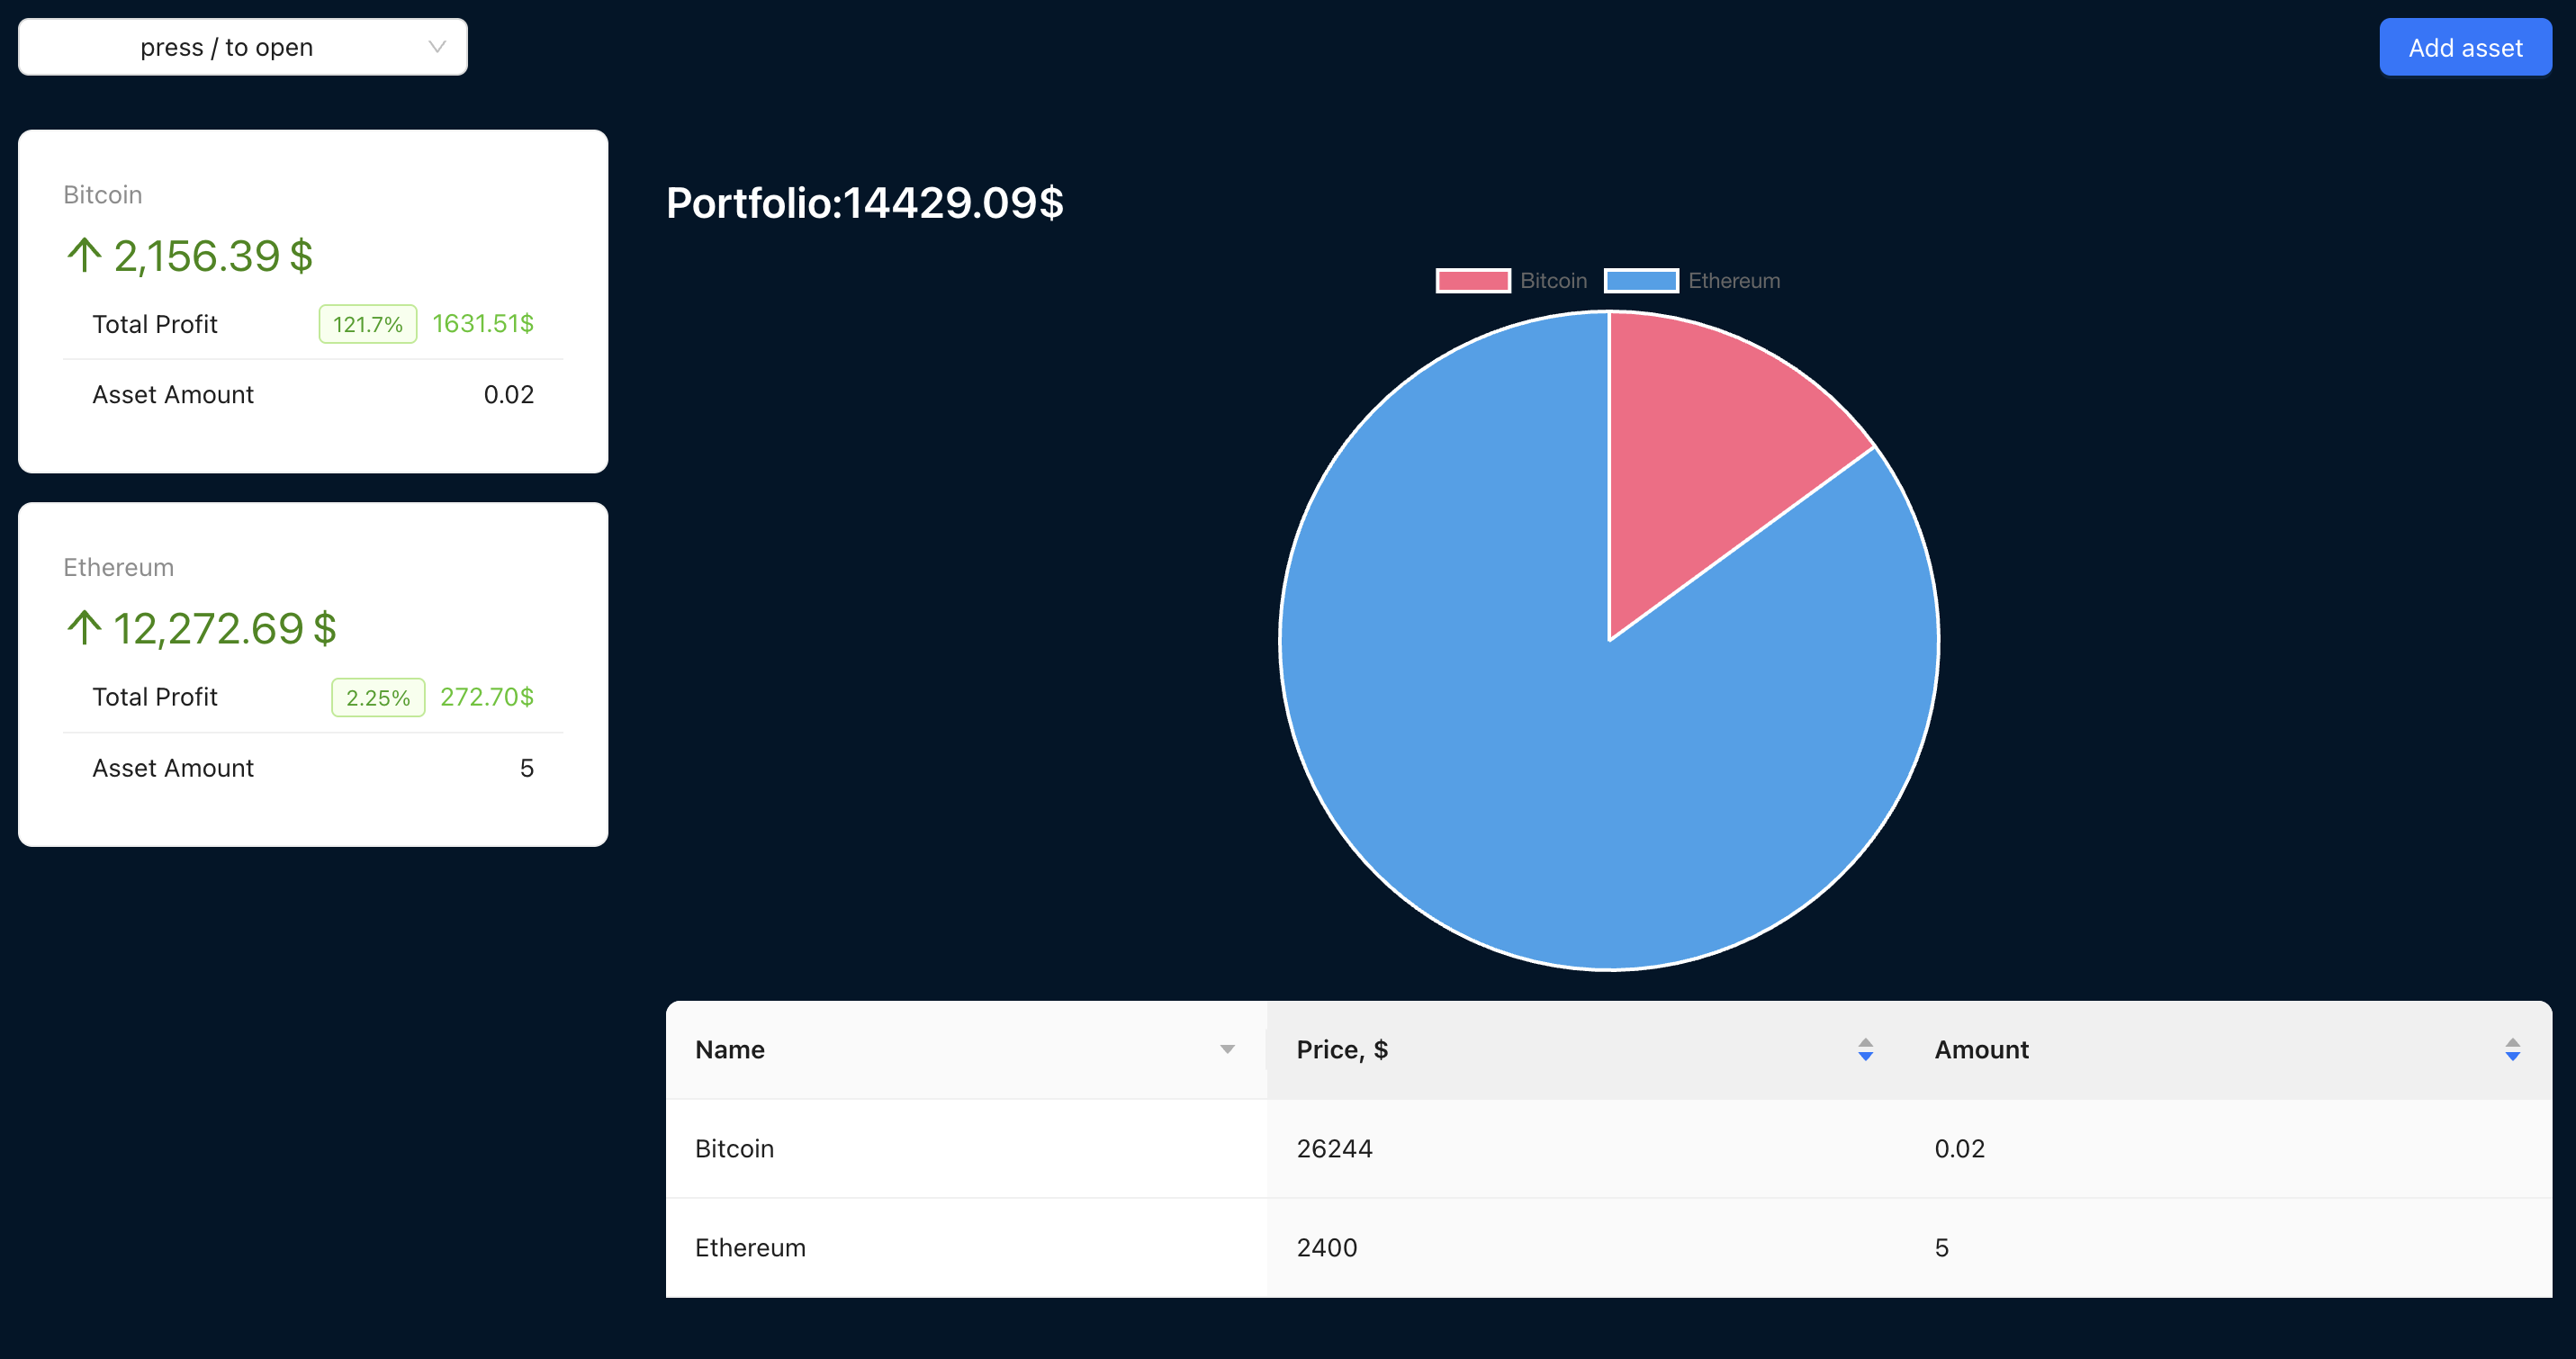 press / to open
Add asset
Bitcoin
2,156.39 $
Total Profit 121.7% 1631.51$
Asset Amount 0.02
Ethereum
12,272.69 $
Total Profit 2.25% 272.70$
Asset Amount 5
Portfolio:14429.09$
Bitcoin Ethereum
Name Price, $ Amount
Bitcoin 26244 0.02
Ethereum 2400 5